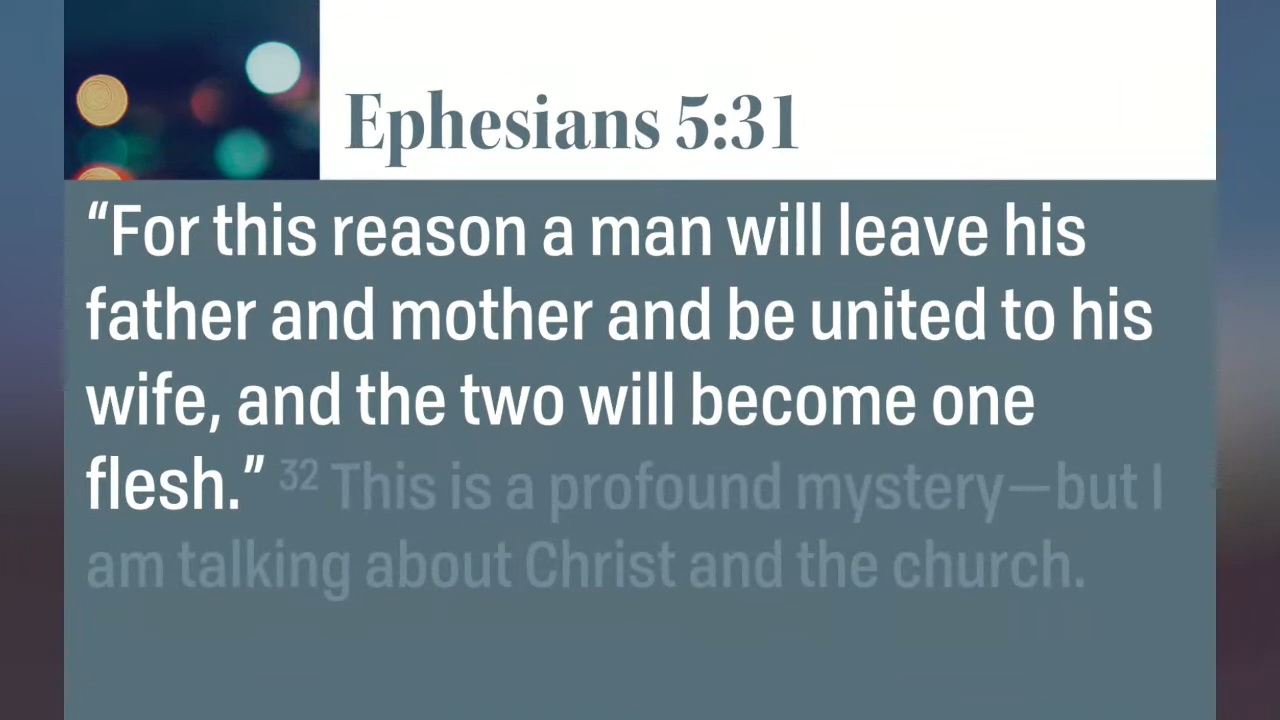 Ephesians 5:31
“For this reason a man will leave his
father and mother and be united to his
wife, and the two will become one
flesh.” 32 This is a profound mystery—but I
am talking about Christ and the church.